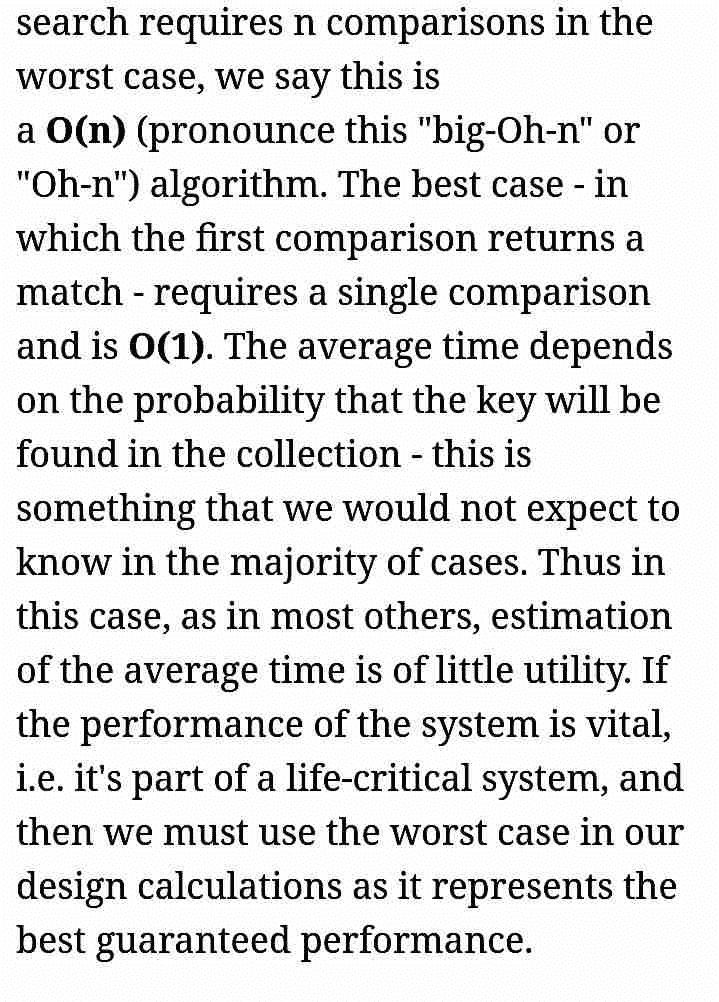 search requires n comparisons in the
worst case, we say this is
a O(n) (pronounce this "big-Oh-n" or
"Oh-n") algorithm. The best case - in
which the first comparison returns a
match - requires a single comparison
and is O(1). The average time depends
on the probability that the key will be
found in the collection - this is
something that we would not expect to
know in the majority of cases. Thus in
this case, as in most others, estimation
of the average time is of little utility. If
the performance of the system is vital,
i.e. it's part of a life-critical system, and
then we must use the worst case in our
design calculations as it represents the
best guaranteed performance.